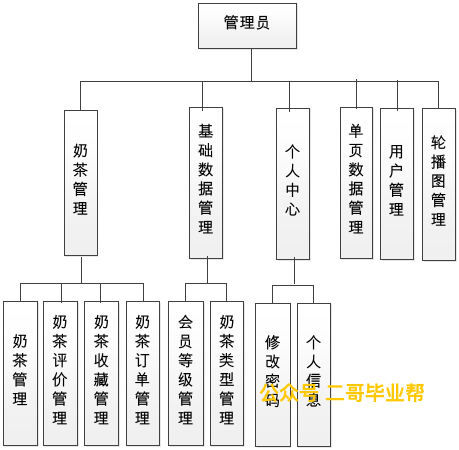 管理员
奶茶管理
基础数据管理
个人中心
单页数据管理
用户管理
轮播图管理
奶茶管理
奶茶评价管理
奶茶收藏管理
奶茶订单管理
会员等级管理
奶茶类型管理
修改密码
个人信息
公众号 二哥毕业帮